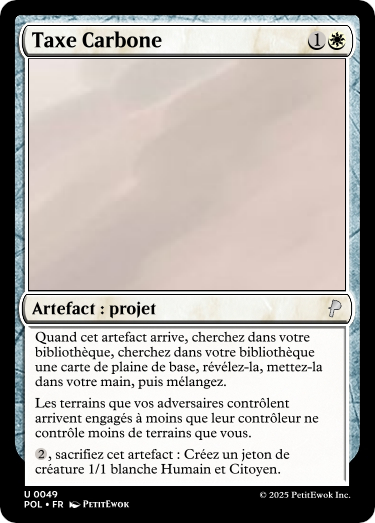 Taxe Carbone
1
Artefact : projet
Quand cet artefact arrive, cherchez dans votre
bibliothèque, cherchez dans votre bibliothèque
une carte de plaine de base, révélez-la, mettez-la
dans votre main, puis mélangez.
Les terrains que vos adversaires contrôlent
arrivent engagés à moins que leur contrôleur ne
contrôle moins de terrains que vous.
2, sacrifiez cet artefact : Créez un jeton de
créature 1/1 blanche Humain et Citoyen.
U 0049
POL • FR PetitEwok
© 2025 PetitEwok Inc.